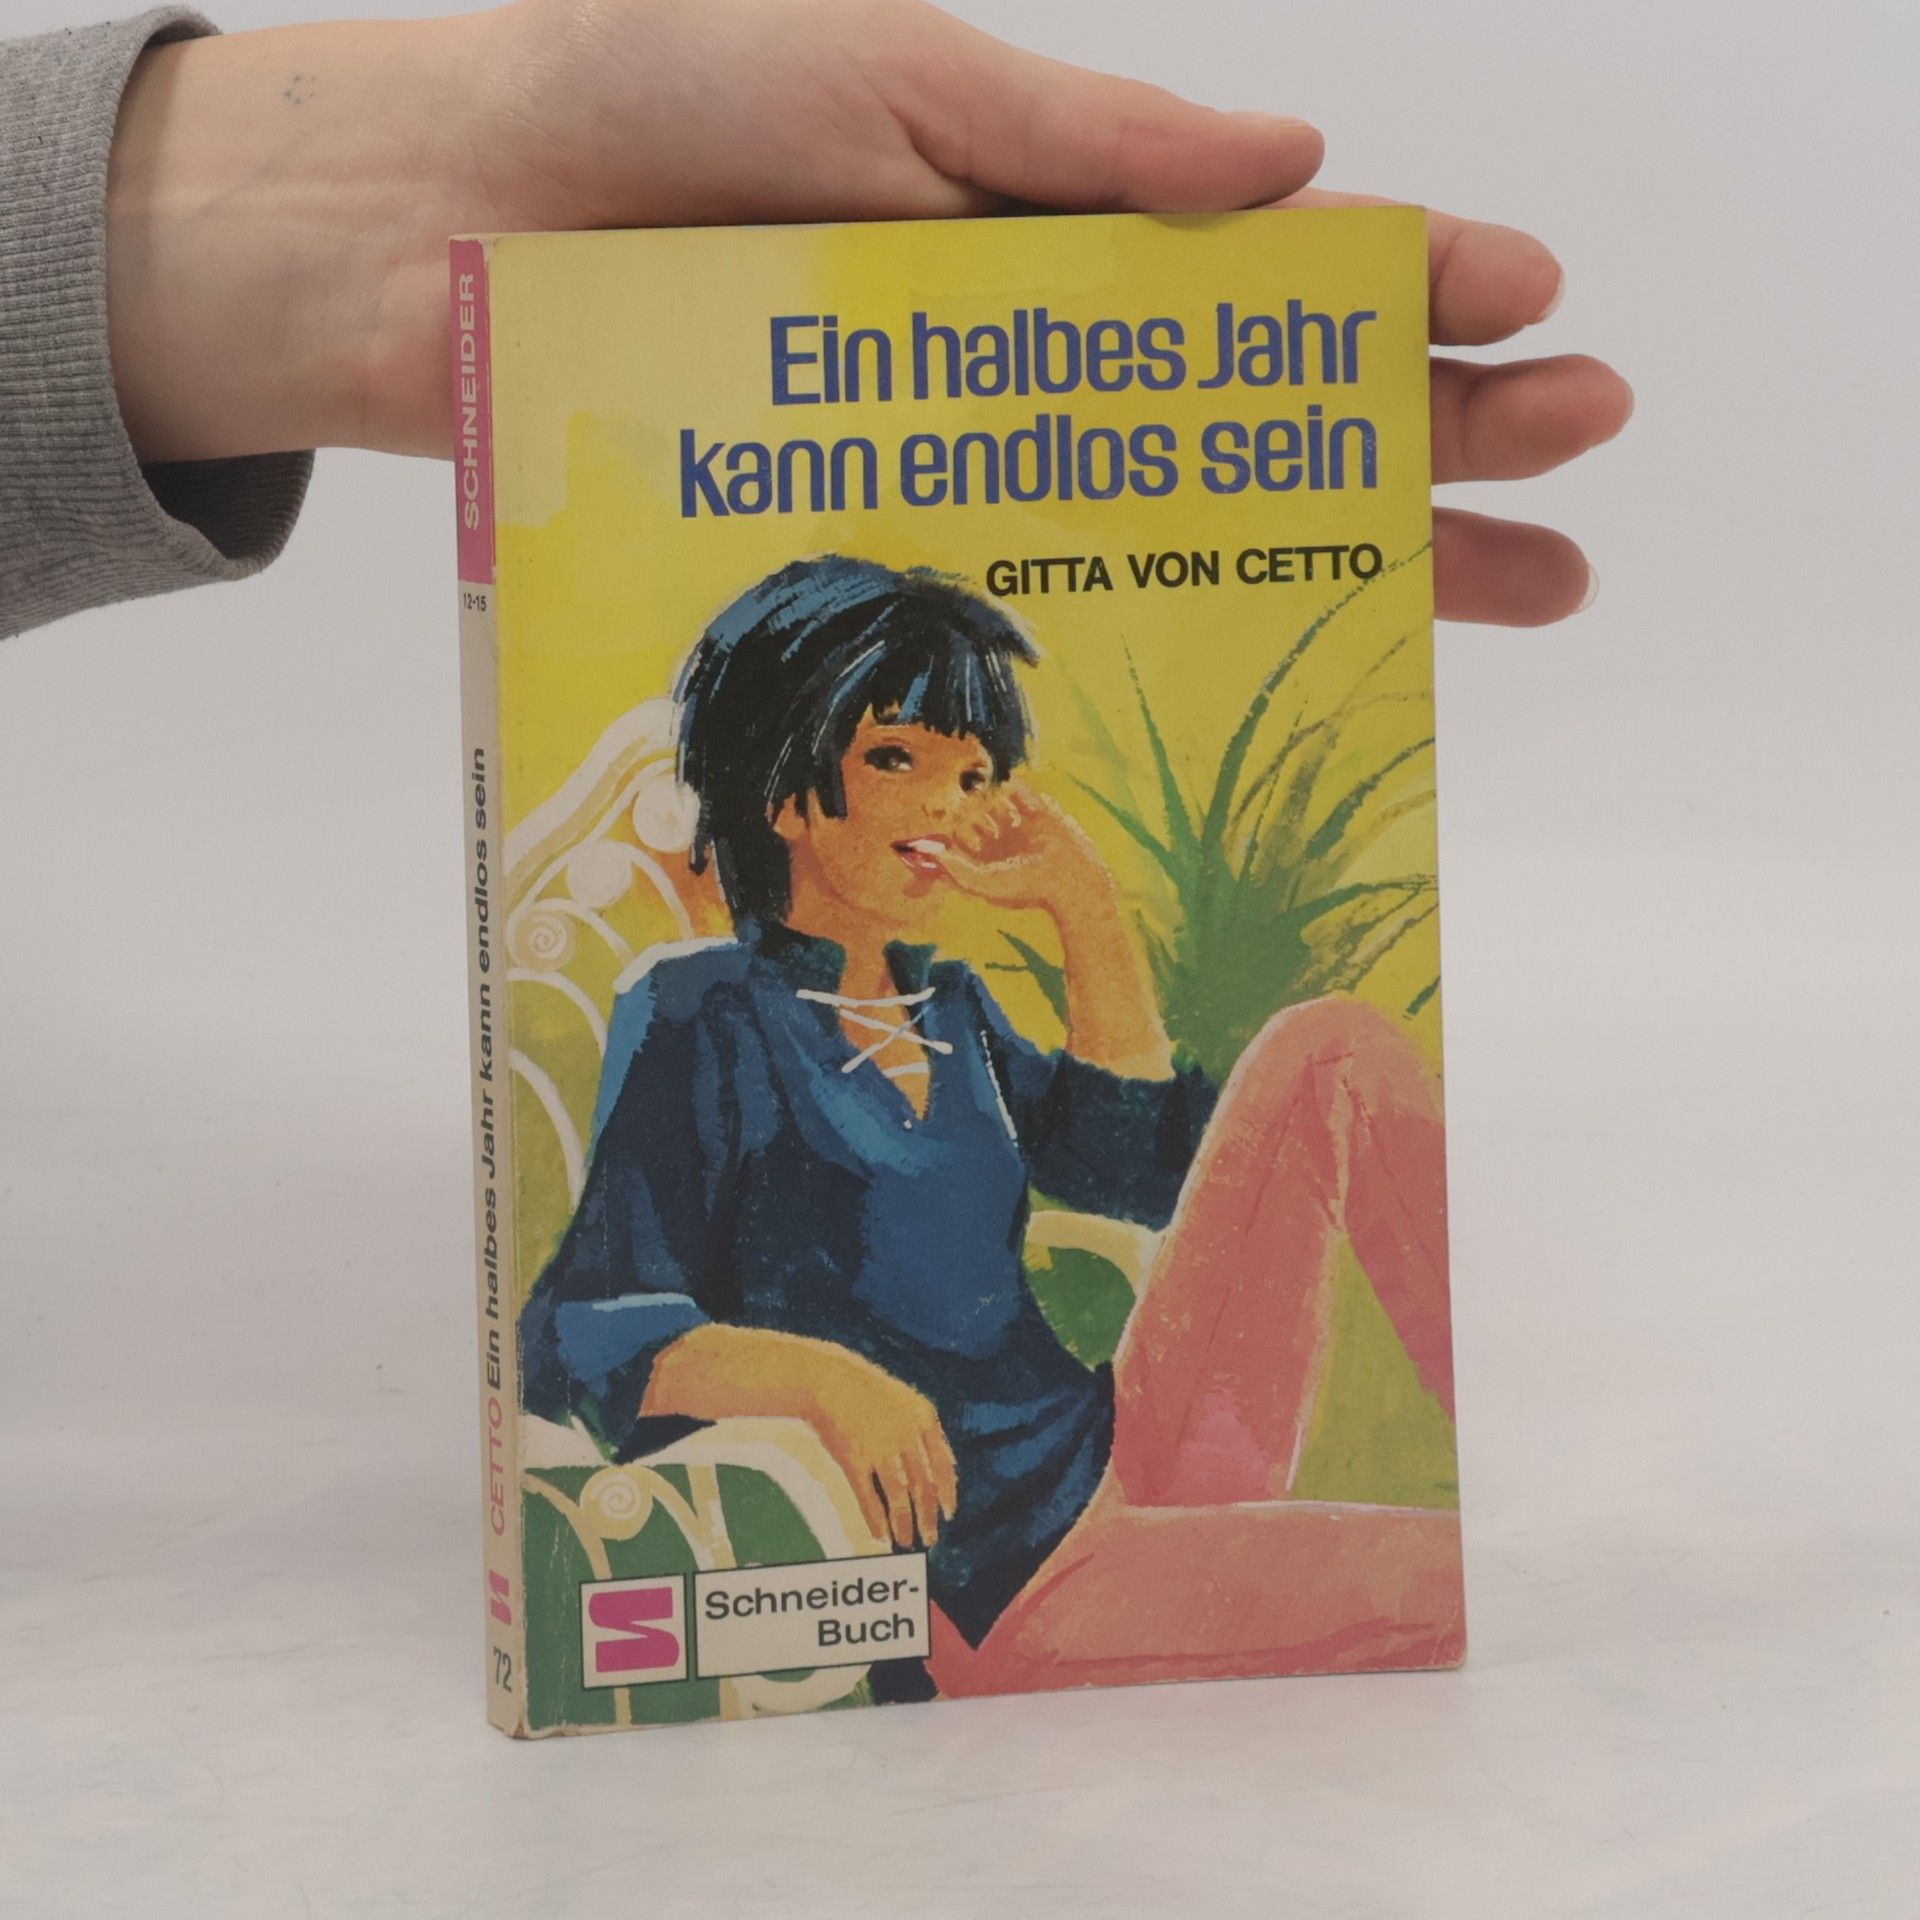 Ein halbes Jahr
kann endlos sein
GITTA VON CETTO
Schneider-
Buch
SCHNEIDER
12-15
CETTO Ein halbes Jahr kann endlos sein
72